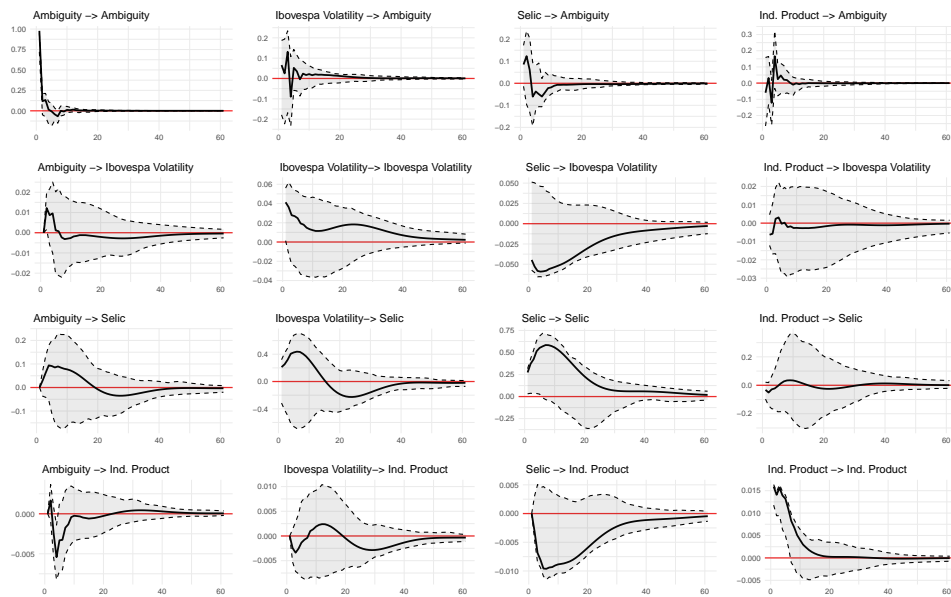 Ambiguity –> Ambiguity
Ibovespa Volatility –> Ambiguity
Selic –> Ambiguity
Ind. Product –> Ambiguity
1.00
0.75
0.50
0.25
0.00
0 20 40 60
0.2
0.1
0.0
−0.1
−0.2
0 20 40 60
0.2
0.1
0.0
−0.1
−0.2
0 20 40 60
0.3
0.2
0.1
0.0
−0.1
−0.2
0 20 40 60
Ambiguity –> Ibovespa Volatility
Ibovespa Volatility–> Ibovespa Volatility
Selic –> Ibovespa Volatility
Ind. Product –> Ibovespa Volatility
0.02
0.01
0.00
−0.01
−0.02
0 20 40 60
0.06
0.04
0.02
0.00
−0.02
−0.04
0 20 40 60
0.050
0.025
0.000
−0.025
−0.050
0 20 40 60
0.02
0.01
0.00
−0.01
−0.02
−0.03
0 20 40 60
Ambiguity –> Selic
Ibovespa Volatility–> Selic
Selic –> Selic
Ind. Product –> Selic
0.2
0.1
0.0
−0.1
0 20 40 60
0.4
0.0
−0.4
0 20 40 60
0.75
0.50
0.25
0.00
−0.25
0 20 40 60
0.2
0.0
−0.2
0 20 40 60
Ambiguity –> Ind. Product
Ibovespa Volatility–> Ind. Product
Selic –> Ind. Product
Ind. Product –> Ind. Product
0.000
−0.005
0 20 40 60
0.010
0.005
0.000
−0.005
0 20 40 60
0.005
0.000
−0.005
−0.010
0 20 40 60
0.015
0.010
0.005
0.000
−0.005
0 20 40 60